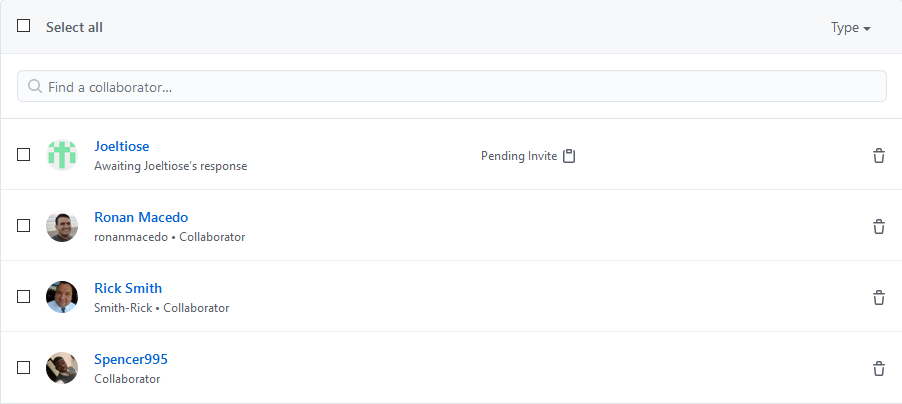 Select all
Type
Find a collaborator...
Joeltiose
Awaiting Joeltiose's response
Pending Invite
Ronan Macedo
ronanmacedo • Collaborator
Rick Smith
Smith-Rick • Collaborator
Spencer995
Collaborator